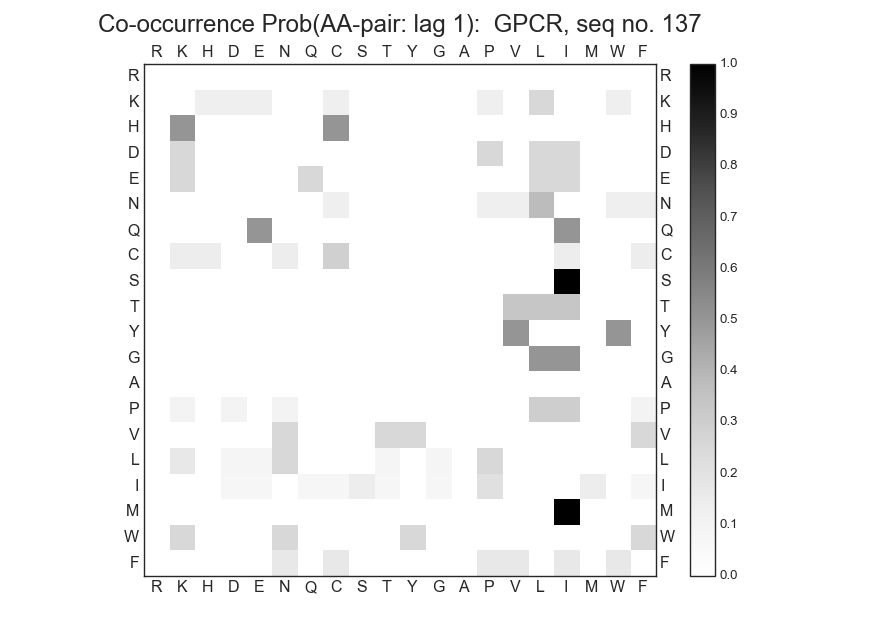 Co-occurrence Prob(AA-pair: lag 1):  GPCR, seq no. 137
R K H D E N Q C S T Y G A P V L I M W F
R R 1.0
K K 0.9
H H
D D 0.8
E E
N N 0.7
Q Q
C C 0.6
S S
T T 0.5
Y Y
G G 0.4
A A
P P 0.3
V V
L L 0.2
I I
M M 0.1
W W
F F 0.0
R K H D E N Q C S T Y G A P V L I M W F